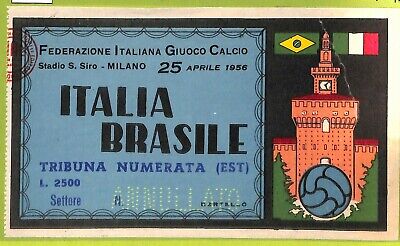 FEDERAZIONE ITALIANA GIUOCO CALCIO
Stadio S. Siro - MILANO 25 APRILE 1956
ITALIA
BRASILE
TRIBUNA NUMERATA (EST)
L. 2500
Settore N. ANNULLATO